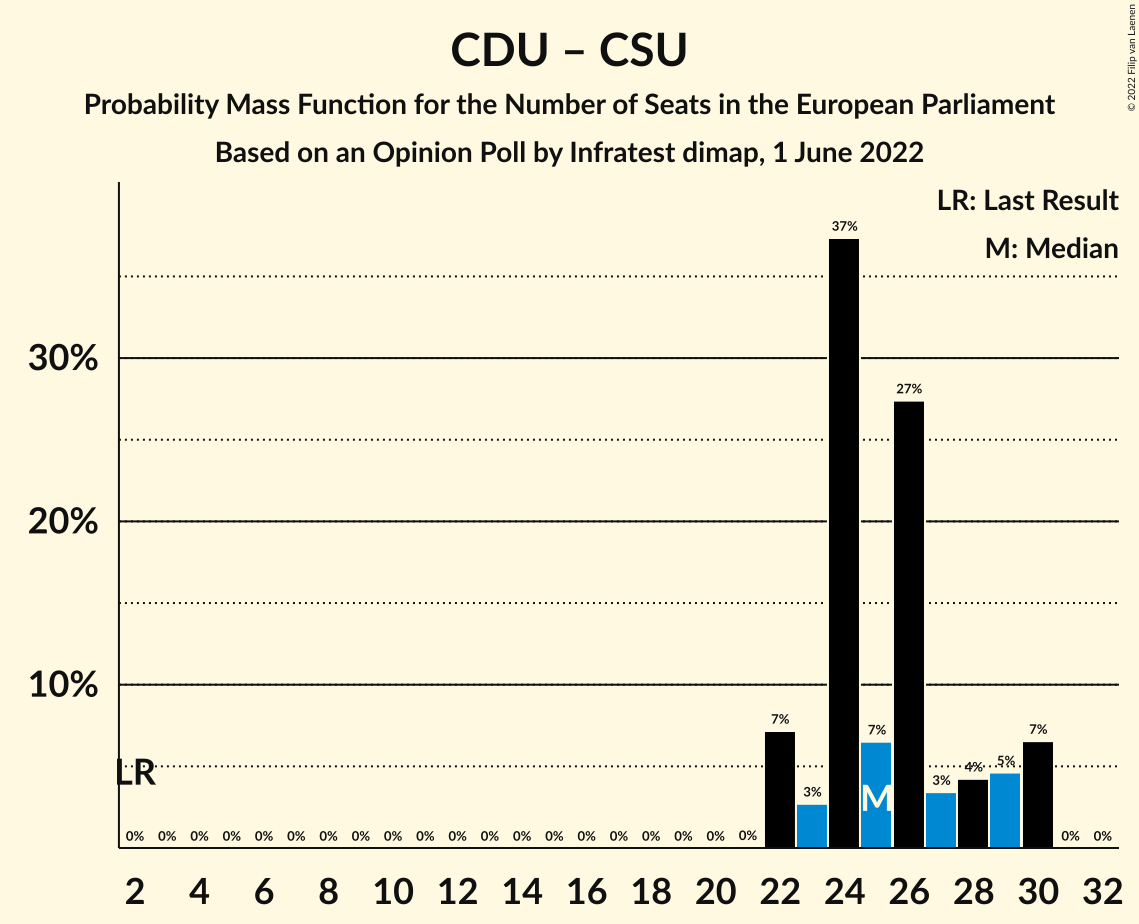 CDU – CSU
Probability Mass Function for the Number of Seats in the European Parliament
Based on an Opinion Poll by Infratest dimap, 1 June 2022
© 2022 Filip van Laenen
LR: Last Result
M: Median
37%
30%
27%
20%
10%
7%
7%
7%
LR
4%
5%
3%
3%
M
0% 0% 0% 0% 0% 0% 0% 0% 0% 0% 0% 0% 0% 0% 0% 0% 0% 0% 0% 0% 0% 0%
2 4 6 8 10 12 14 16 18 20 22 24 26 28 30 32